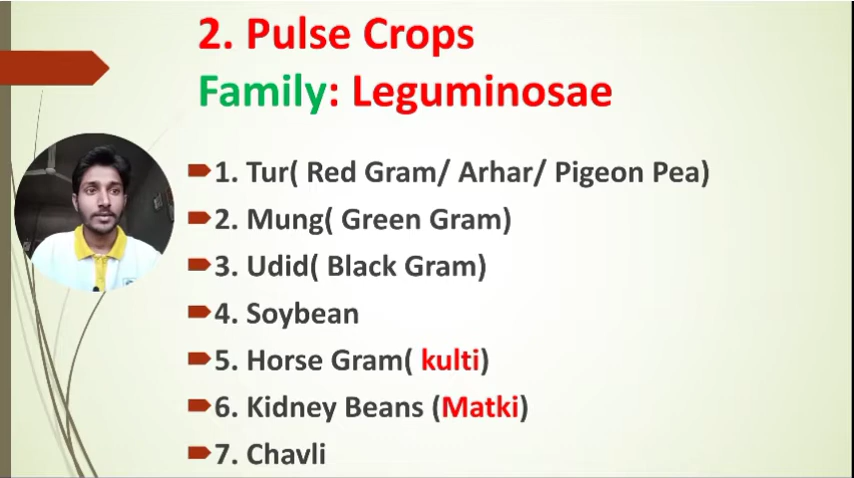 2. Pulse Crops
Family: Leguminosae
1. Tur( Red Gram/ Arhar/ Pigeon Pea)
2. Mung( Green Gram)
3. Udid( Black Gram)
4. Soybean
5. Horse Gram( kulti)
6. Kidney Beans (Matki)
7. Chavli